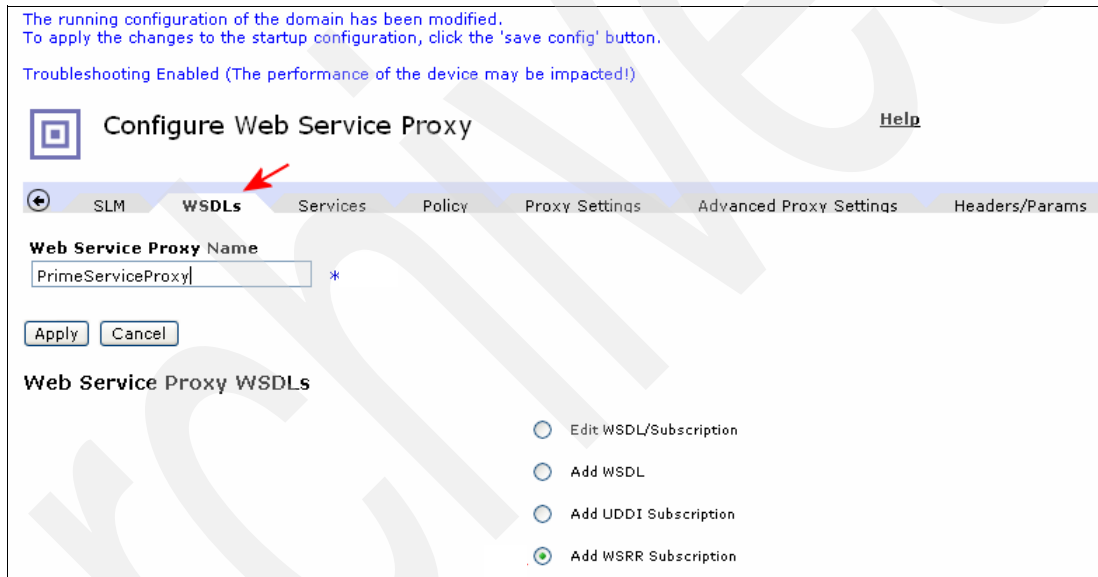 The running configuration of the domain has been modified.
To apply the changes to the startup configuration, click the 'save config' button.
Troubleshooting Enabled (The performance of the device may be impacted!)
Configure Web Service Proxy
Help
SLM WSDLs Services Policy Proxy Settings Advanced Proxy Settings Headers/Params
Web Service Proxy Name
PrimeServiceProxy *
Apply Cancel
Web Service Proxy WSDLs
Edit WSDL/Subscription
Add WSDL
Add UDDI Subscription
Add WSRR Subscription